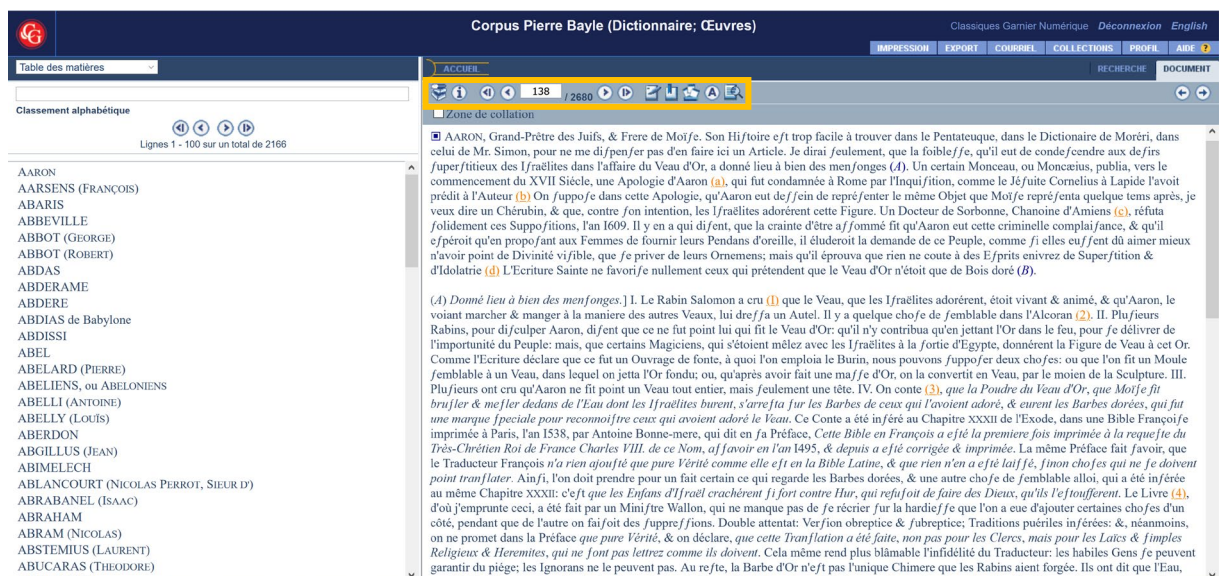 CG
Corpus Pierre Bayle (Dictionnaire; Œuvres)
Classiques Garnier Numérique Déconnexion English
IMPRESSION EXPORT COURRIEL COLLECTIONS PROFIL AIDE ?
Table des matières
ACCUEIL
RECHERCHE DOCUMENT
138 / 2680
A
Classement alphabétique
Zone de collation
Lignes 1 - 100 sur un total de 2166
AARON
AARSENS (FRANÇOIS)
ABARIS
ABBEVILLE
ABBOT (GEORGE)
ABBOT (ROBERT)
ABDAS
ABDERAME
ABDERE
ABDIAS de Babylone
ABDISSI
ABEL
ABELARD (PIERRE)
ABELIENS, ou ABELONIENS
ABELLI (ANTOINE)
ABELLY (LOUÏS)
ABERDON
ABGILLUS (JEAN)
ABIMELECH
ABLANCOURT (NICOLAS PERROT, SIEUR D')
ABRABANEL (ISAAC)
ABRAHAM
ABRAM (NICOLAS)
ABSTEMIUS (LAURENT)
ABUCARAS (THEODORE)
AARON, Grand-Prêtre des Juifs, & Frere de Moïſe. Son Hiſtoire eſt trop facile à trouver dans le Pentateuque, dans le Dictionaire de Moréri, dans
celui de Mr. Simon, pour ne me diſpenſer pas d'en faire ici un Article. Je dirai ſeulement, que la foibleſſe, qu'il eut de condeſcendre aux deſirs
ſuperſtitieux des Iſraëlites dans l'affaire du Veau d'Or, a donné lieu à bien des menſonges (A). Un certain Monceau, ou Moncæius, publia, vers le
commencement du XVII Siécle, une Apologie d'Aaron (a), qui fut condamnée à Rome par l'Inquiſition, comme le Jéſuite Cornelius à Lapide l'avoit
prédit à l'Auteur (b) On ſuppoſe dans cette Apologie, qu'Aaron eut deſſein de repréſenter le même Objet que Moïſe repréſenta quelque tems après, je
veux dire un Chérubin, & que, contre ſon intention, les Iſraëlites adorérent cette Figure. Un Docteur de Sorbonne, Chanoine d'Amiens (c), réfuta
ſolidement ces Suppoſitions, l'an I609. Il y en a qui diſent, que la crainte d'être aſſommé fit qu'Aaron eut cette criminelle complaiſance, & qu'il
eſpéroit qu'en propoſant aux Femmes de fournir leurs Pendans d'oreille, il éluderoit la demande de ce Peuple, comme ſi elles euſſent dû aimer mieux
n'avoir point de Divinité viſible, que ſe priver de leurs Ornemens; mais qu'il éprouva que rien ne coute à des Eſprits enivrez de Superſtition &
d'Idolatrie (d) L'Ecriture Sainte ne favoriſe nullement ceux qui prétendent que le Veau d'Or n'étoit que de Bois doré (B).
(A) Donné lieu à bien des menſonges.] I. Le Rabin Salomon a cru (I) que le Veau, que les Iſraëlites adorérent, étoit vivant & animé, & qu'Aaron, le
voiant marcher & manger à la maniere des autres Veaux, lui dreſſa un Autel. Il y a quelque choſe de ſemblable dans l'Alcoran (2). II. Pluſieurs
Rabins, pour diſculper Aaron, diſent que ce ne fut point lui qui fit le Veau d'Or: qu'il n'y contribua qu'en jettant l'Or dans le feu, pour ſe délivrer de
l'importunité du Peuple: mais, que certains Magiciens, qui s'étoient mêlez avec les Iſraëlites à la ſortie d'Egypte, donnérent la Figure de Veau à cet Or.
Comme l'Ecriture déclare que ce fut un Ouvrage de fonte, à quoi l'on emploia le Burin, nous pouvons ſuppoſer deux choſes: ou que l'on fit un Moule
ſemblable à un Veau, dans lequel on jetta l'Or fondu; ou, qu'après avoir fait une maſſe d'Or, on la convertit en Veau, par le moien de la Sculpture. III.
Pluſieurs ont cru qu'Aaron ne fit point un Veau tout entier, mais ſeulement une tête. IV. On conte (3), que la Poudre du Veau d'Or, que Moïſe fit
bruſler & meſler dedans de l'Eau dont les Iſraëlites burent, s'arreſta ſur les Barbes de ceux qui l'avoient adoré, & eurent les Barbes dorées, qui fut
une marque ſpeciale pour reconnoiſtre ceux qui avoient adoré le Veau. Ce Conte a été inſéré au Chapitre XXXII de l'Exode, dans une Bible Françoiſe
imprimée à Paris, l'an I538, par Antoine Bonne-mere, qui dit en ſa Préface, Cette Bible en François a eſté la premiere fois imprimée à la requeſte du
Très-Chrétien Roi de France Charles VIII. de ce Nom, aſſavoir en l'an I495, & depuis a eſté corrigée & imprimée. La même Préface fait ſavoir, que
le Traducteur François n'a rien ajouſté que pure Vérité comme elle eſt en la Bible Latine, & que rien n'en a eſté laiſſé, ſinon choſes qui ne ſe doivent
point tranſlater. Ainſi, l'on doit prendre pour un fait certain ce qui regarde les Barbes dorées, & une autre choſe de ſemblable alloi, qui a été inſérée
au même Chapitre XXXII: c'eſt que les Enfans d'Iſrael crachérent ſi fort contre Hur, qui refuſoit de faire des Dieux, qu'ils l'eſtoufferent. Le Livre (4),
d'où j'emprunte ceci, a été fait par un Miniſtre Wallon, qui ne manque pas de ſe récrier ſur la hardieſſe que l'on a eue d'ajouter certaines choſes d'un
côté, pendant que de l'autre on faiſoit des ſuppreſſions. Double attentat: Verſion obreptice & ſubreptice; Traditions puériles inſérées: &, néanmoins,
on ne promet dans la Préface que pure Vérité, & on déclare, que cette Tranſlation a été faite, non pas pour les Clercs, mais pour les Laïcs & ſimples
Religieux & Heremites, qui ne ſont pas lettrez comme ils doivent. Cela même rend plus blâmable l'infidélité du Traducteur: les habiles Gens ſe peuvent
garantir du piége; les Ignorans ne le peuvent pas. Au reſte, la Barbe d'Or n'eſt pas l'unique Chimere que les Rabins aient forgée. Ils ont dit que l'Eau,